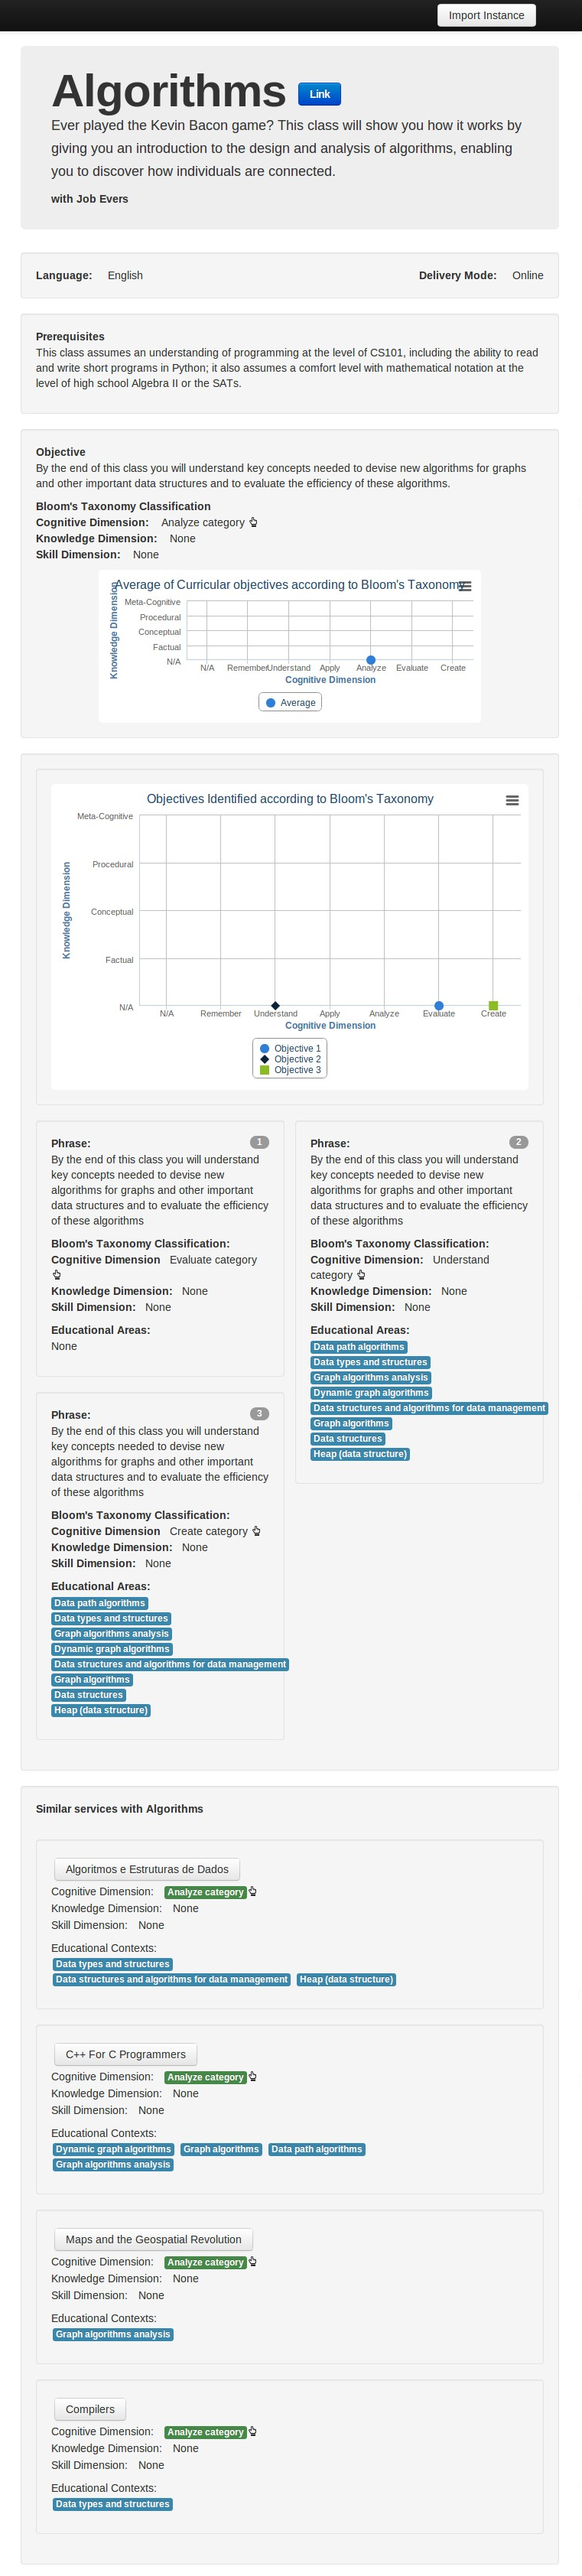 Import Instance
Algorithms Link
Ever played the Kevin Bacon game? This class will show you how it works by
giving you an introduction to the design and analysis of algorithms, enabling
you to discover how individuals are connected.
with Job Evers
Language: English Delivery Mode: Online
Prerequisites
This class assumes an understanding of programming at the level of CS101, including the ability to read
and write short programs in Python; it also assumes a comfort level with mathematical notation at the
level of high school Algebra II or the SATs.
Objective
By the end of this class you will understand key concepts needed to devise new algorithms for graphs
and other important data structures and to evaluate the efficiency of these algorithms.
Bloom's Taxonomy Classification
Cognitive Dimension: Analyze category
Knowledge Dimension: None
Skill Dimension: None
Average of Curricular objectives according to Bloom's Taxonomy
Knowledge Dimension
Meta-Cognitive
Procedural
Conceptual
Factual
N/A
N/A Remember Understand Apply Analyze Evaluate Create
Cognitive Dimension
Average
Objectives Identified according to Bloom's Taxonomy
Knowledge Dimension
Meta-Cognitive
Procedural
Conceptual
Factual
N/A
N/A Remember Understand Apply Analyze Evaluate Create
Cognitive Dimension
Objective 1
Objective 2
Objective 3
Phrase: 1
By the end of this class you will understand
key concepts needed to devise new
algorithms for graphs and other important
data structures and to evaluate the efficiency
of these algorithms
Bloom's Taxonomy Classification:
Cognitive Dimension Evaluate category
Knowledge Dimension: None
Skill Dimension: None
Educational Areas:
None
Phrase: 2
By the end of this class you will understand
key concepts needed to devise new
algorithms for graphs and other important
data structures and to evaluate the efficiency
of these algorithms
Bloom's Taxonomy Classification:
Cognitive Dimension: Understand
category
Knowledge Dimension: None
Skill Dimension: None
Educational Areas:
Data path algorithms
Data types and structures
Graph algorithms analysis
Dynamic graph algorithms
Data structures and algorithms for data management
Graph algorithms
Data structures
Heap (data structure)
Phrase: 3
By the end of this class you will understand
key concepts needed to devise new
algorithms for graphs and other important
data structures and to evaluate the efficiency
of these algorithms
Bloom's Taxonomy Classification:
Cognitive Dimension Create category
Knowledge Dimension: None
Skill Dimension: None
Educational Areas:
Data path algorithms
Data types and structures
Graph algorithms analysis
Dynamic graph algorithms
Data structures and algorithms for data management
Graph algorithms
Data structures
Heap (data structure)
Similar services with Algorithms
Algoritmos e Estruturas de Dados
Cognitive Dimension: Analyze category
Knowledge Dimension: None
Skill Dimension: None
Educational Contexts:
Data types and structures
Data structures and algorithms for data management Heap (data structure)
C++ For C Programmers
Cognitive Dimension: Analyze category
Knowledge Dimension: None
Skill Dimension: None
Educational Contexts:
Dynamic graph algorithms Graph algorithms Data path algorithms
Graph algorithms analysis
Maps and the Geospatial Revolution
Cognitive Dimension: Analyze category
Knowledge Dimension: None
Skill Dimension: None
Educational Contexts:
Graph algorithms analysis
Compilers
Cognitive Dimension: Analyze category
Knowledge Dimension: None
Skill Dimension: None
Educational Contexts:
Data types and structures